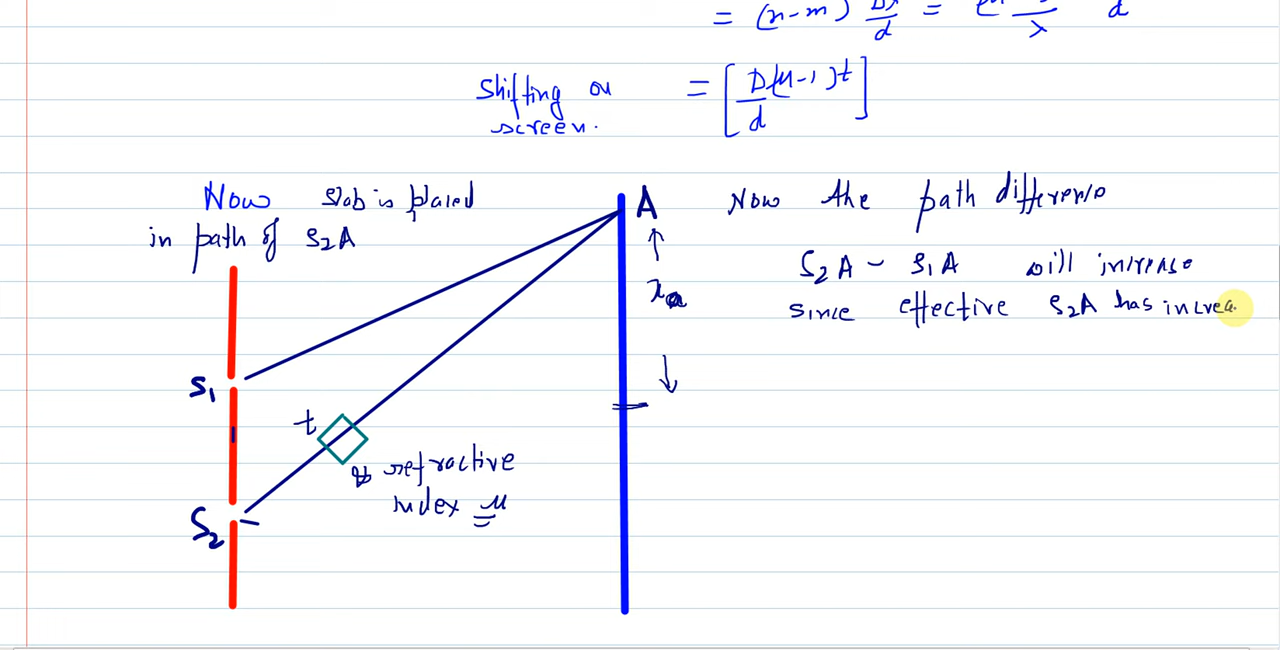 = (n-m) Dλ/d =
Shifting on = [D(μ-1)t/d]
screen.
Now slab is placed
in path of S2A
A
Now the path difference
S2A - S1A will increase
since effective S2A has increa
S1
t
refractive
index μ
S2